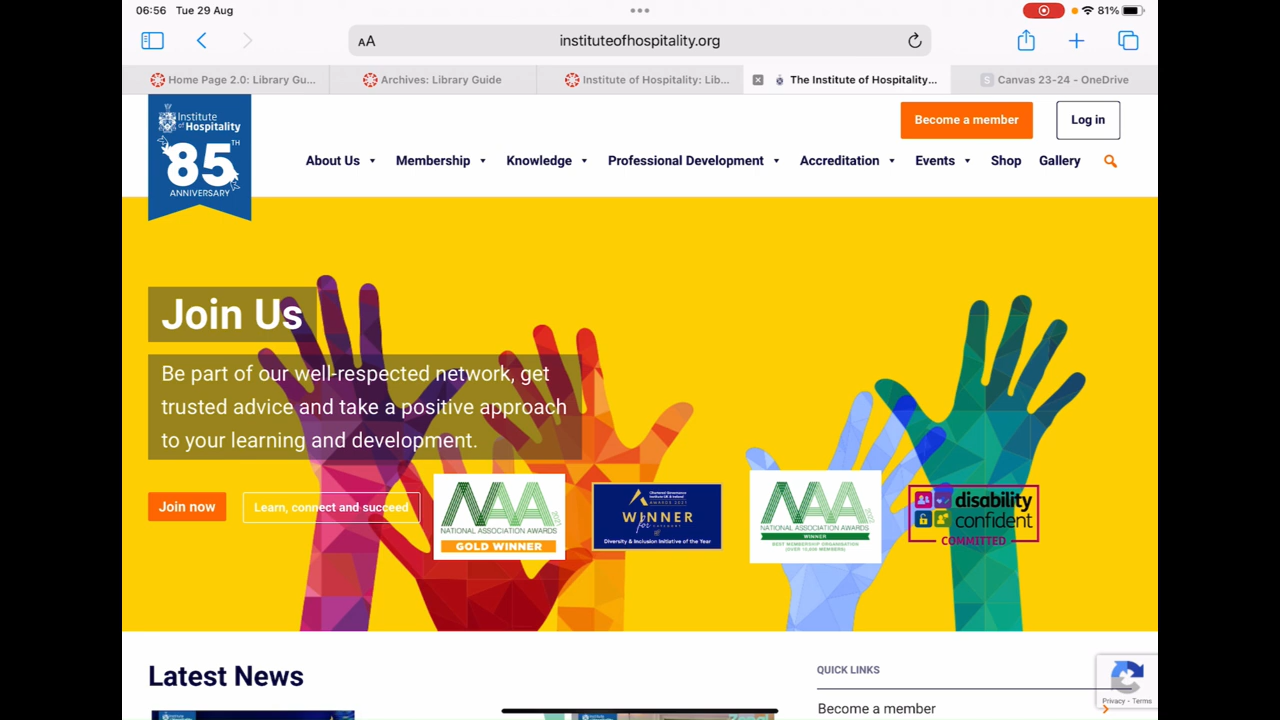 06:56 Tue 29 Aug
81%
AA
instituteofhospitality.org
Home Page 2.0: Library Gu...
Archives: Library Guide
Institute of Hospitality: Lib...
The Institute of Hospitality...
S Canvas 23-24 - OneDrive
Institute
of Hospitality
85TH
ANNIVERSARY
Become a member
Log in
About Us
Membership
Knowledge
Professional Development
Accreditation
Events
Shop
Gallery
Join Us
Be part of our well-respected network, get
trusted advice and take a positive approach
to your learning and development.
Join now
Learn, connect and succeed
NATIONAL ASSOCIATION AWARDS
GOLD WINNER
WINNER
for
Diversity & Inclusion Initiative of the Year
NATIONAL ASSOCIATION AWARDS
WINNER
BEST MEMBERSHIP ORGANISATION
disability
confident
COMMITTED
Latest News
QUICK LINKS
Become a member
Privacy - Terms